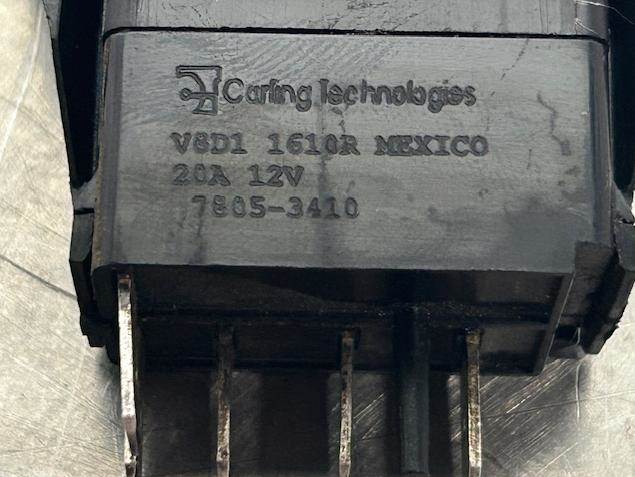 Carling Technologies
V8D1 1610R MEXICO
20A 12V
7805-3410